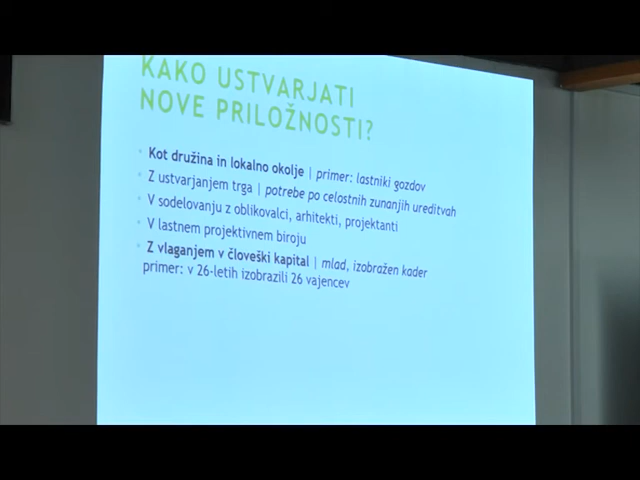 KAKO USTVARJATI
NOVE PRILOŽNOSTI?
• Kot družina in lokalno okolje | primer: lastniki gozdov
• Z ustvarjanjem trga | potrebe po celostnih zunanjih ureditvah
• V sodelovanju z oblikovalci, arhitekti, projektanti
• V lastnem projektivnem biroju
• Z vlaganjem v človeški kapital | mlad, izobražen kader
primer: v 26-letih izobrazili 26 vajencev